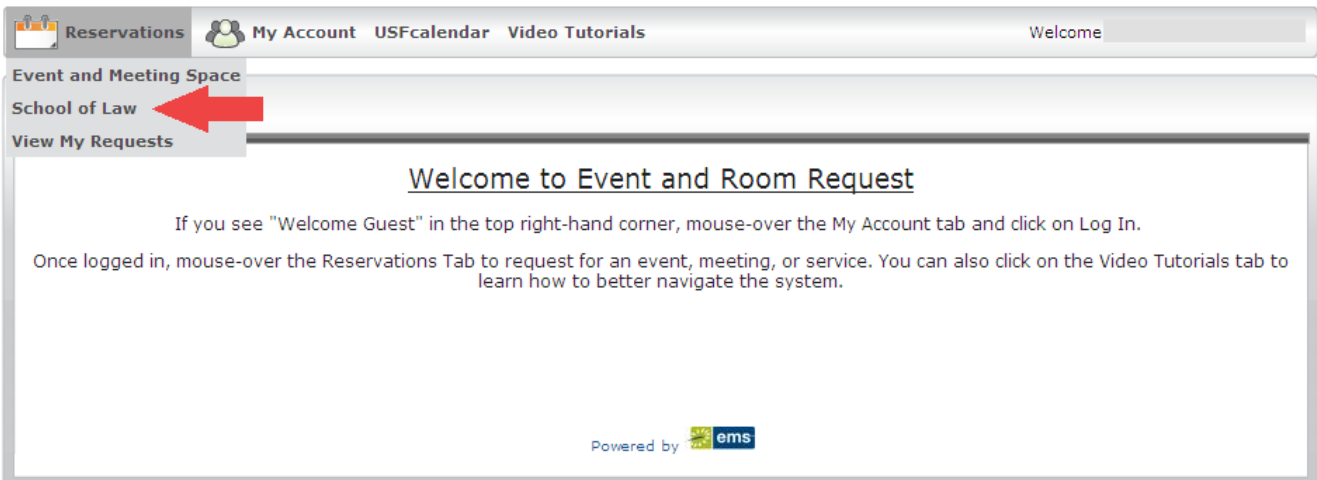 Reservations My Account USFcalendar Video Tutorials Welcome
Event and Meeting Space
School of Law
View My Requests
Welcome to Event and Room Request
If you see "Welcome Guest" in the top right-hand corner, mouse-over the My Account tab and click on Log In.
Once logged in, mouse-over the Reservations Tab to request for an event, meeting, or service. You can also click on the Video Tutorials tab to
learn how to better navigate the system.
Powered by ems